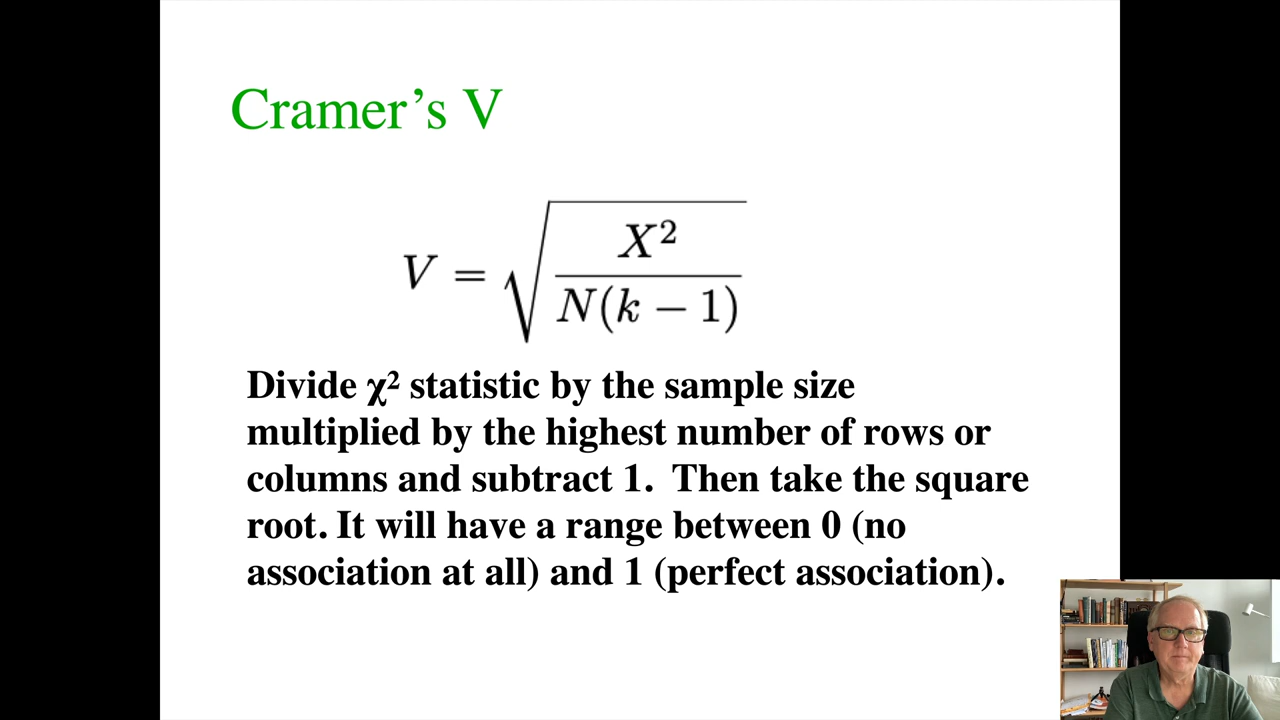 Cramer’s V
V = √(X²/N(k − 1))
Divide χ² statistic by the sample size
multiplied by the highest number of rows or
columns and subtract 1.  Then take the square
root. It will have a range between 0 (no
association at all) and 1 (perfect association).